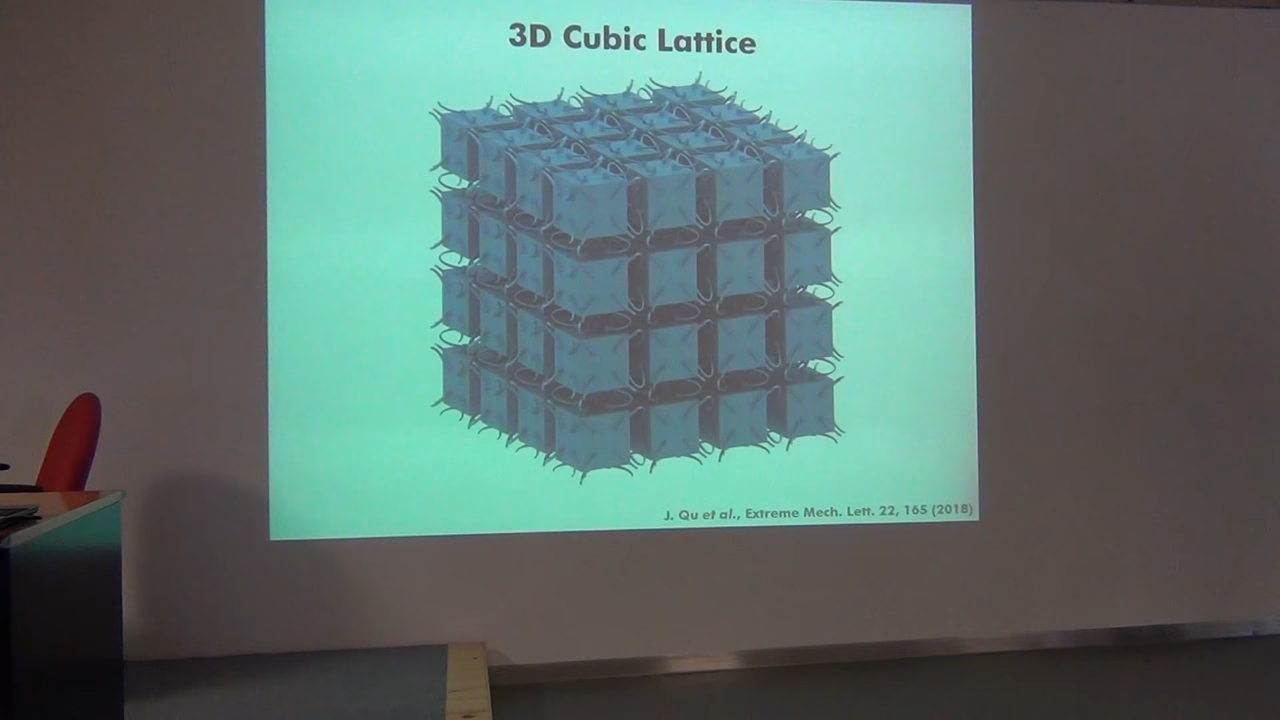 3D Cubic Lattice
J. Qu et al., Extreme Mech. Lett. 22, 165 (2018)